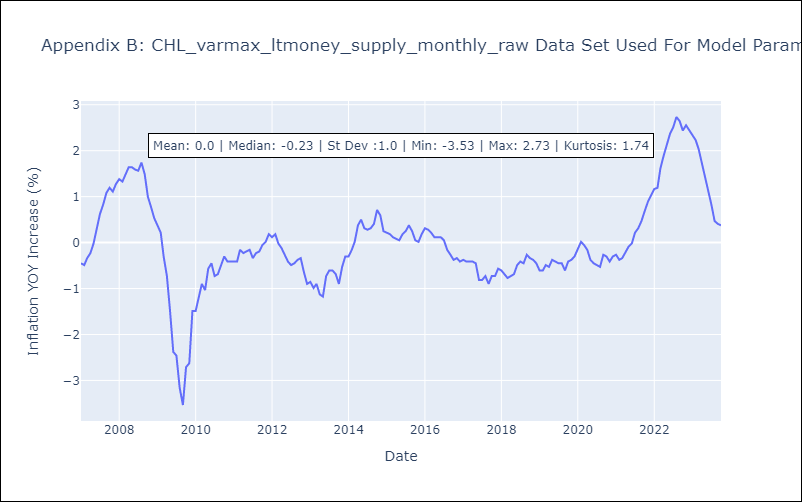 Appendix B: CHL_varmax_ltmoney_supply_monthly_raw Data Set Used For Model Param
3
Mean: 0.0 | Median: -0.23 | St Dev :1.0 | Min: -3.53 | Max: 2.73 | Kurtosis: 1.74
2
1
0
−1
−2
−3
Inflation YOY Increase (%)
2008 2010 2012 2014 2016 2018 2020 2022
Date